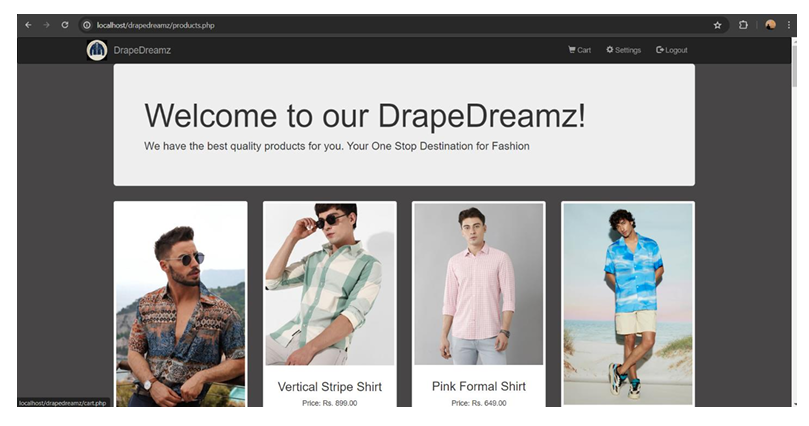 localhost/drapedreamz/products.php
DrapeDreamz
Cart
Settings
Logout
Welcome to our DrapeDreamz!
We have the best quality products for you. Your One Stop Destination for Fashion
Vertical Stripe Shirt
Pink Formal Shirt
Price: Rs. 899.00
Price: Rs. 649.00
localhost/drapedreamz/cart.php